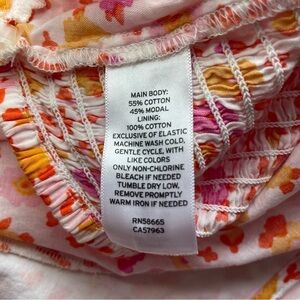 MAIN BODY:
55% COTTON
45% MODAL
LINING:
100% COTTON
EXCLUSIVE OF ELASTIC
MACHINE WASH COLD,
GENTLE CYCLE, WITH
LIKE COLORS
ONLY NON-CHLORINE
BLEACH IF NEEDED
TUMBLE DRY LOW,
REMOVE PROMPTLY
WARM IRON IF NEEDED
RN58665
CA57963